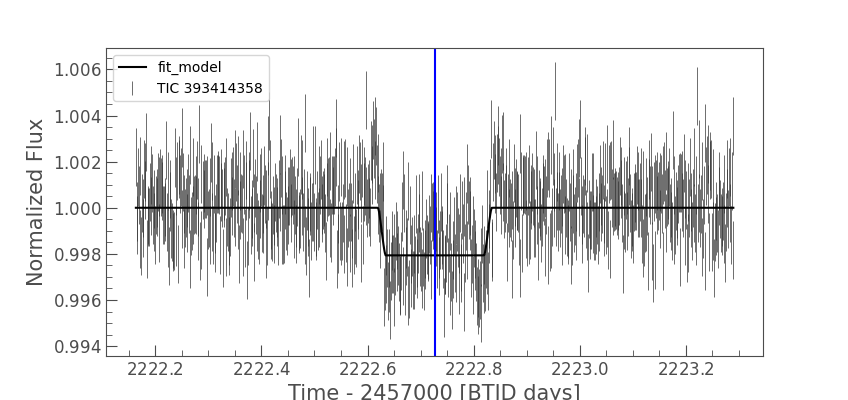 fit_model
TIC 393414358
1.006
1.004
1.002
1.000
0.998
0.996
0.994
Normalized Flux
2222.2 2222.4 2222.6 2222.8 2223.0 2223.2
Time - 2457000 [BTJD days]